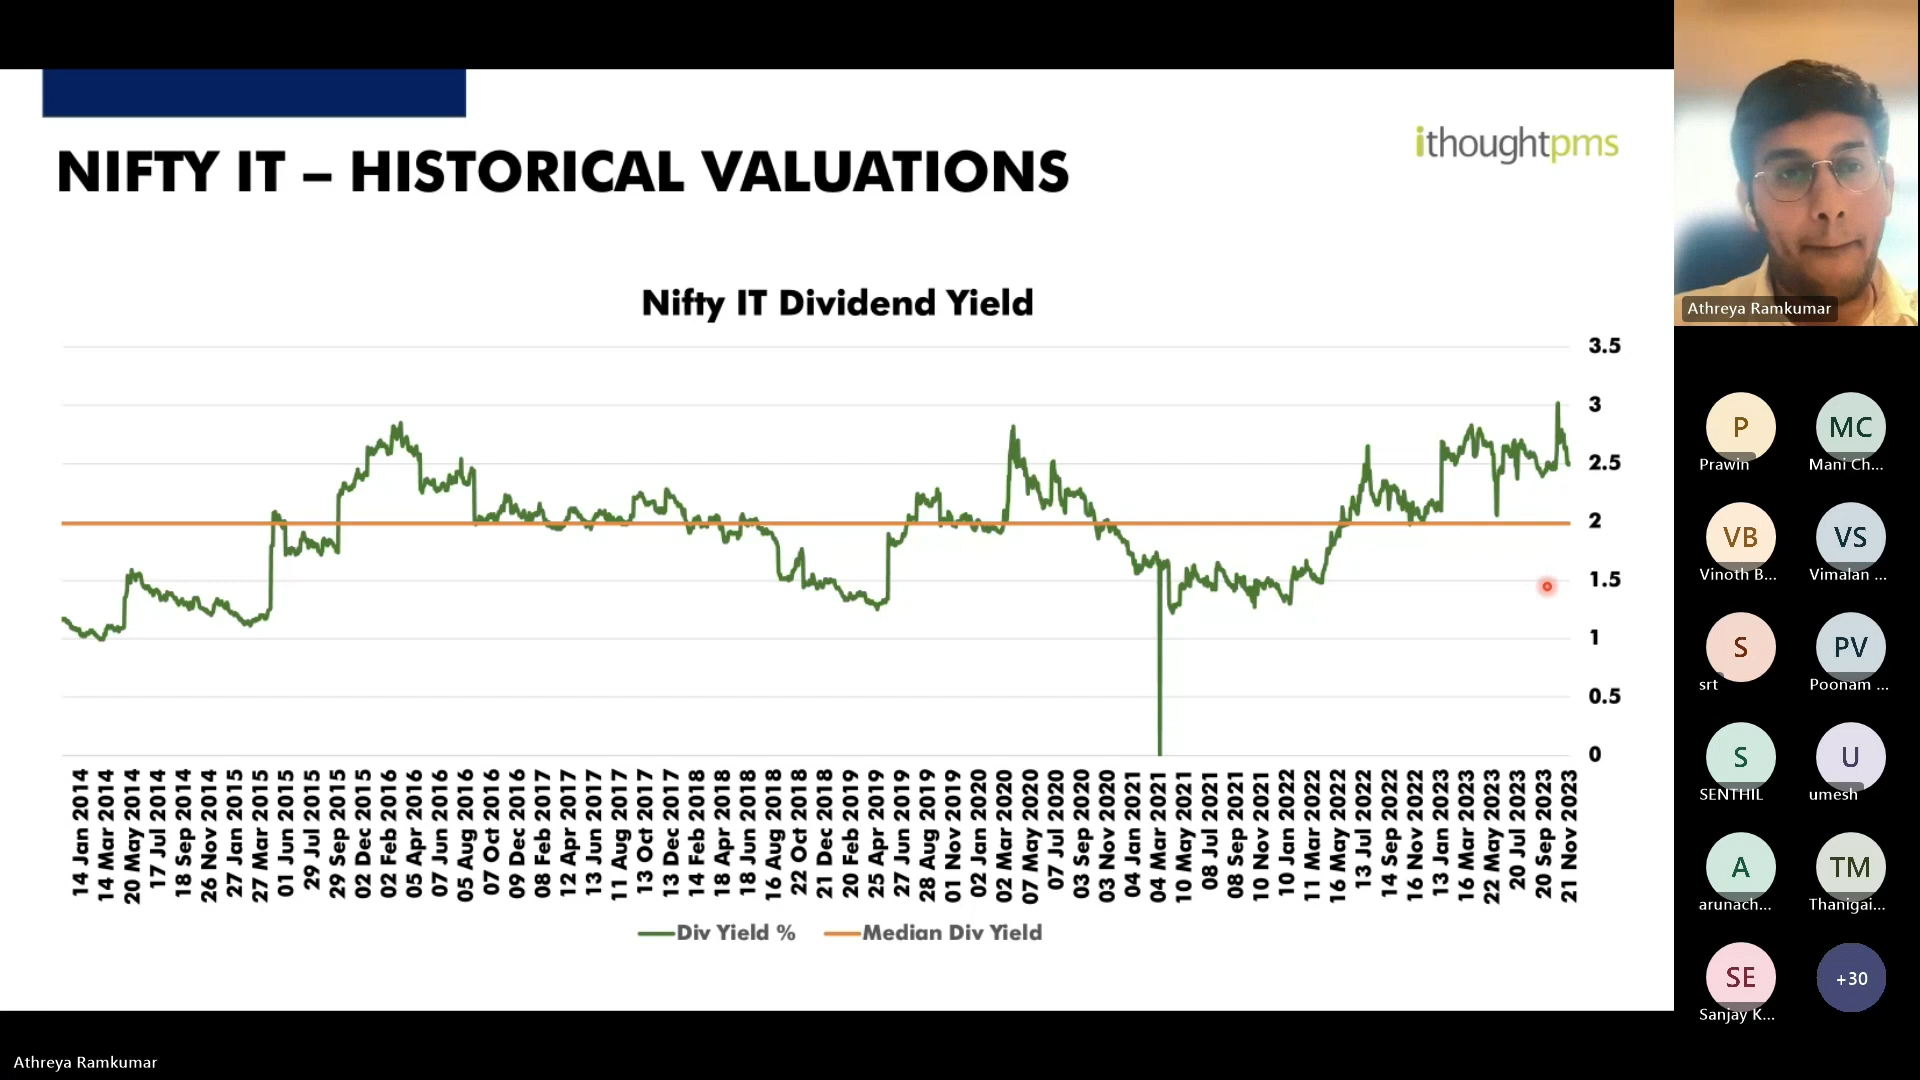 NIFTY IT – HISTORICAL VALUATIONS
ithoughtpms
Nifty IT Dividend Yield
3.5
3
2.5
2
1.5
1
0.5
0
14 Jan 2014
14 Mar 2014
20 May 2014
17 Jul 2014
18 Sep 2014
26 Nov 2014
27 Jan 2015
27 Mar 2015
01 Jun 2015
29 Jul 2015
29 Sep 2015
02 Dec 2015
02 Feb 2016
05 Apr 2016
07 Jun 2016
05 Aug 2016
07 Oct 2016
09 Dec 2016
08 Feb 2017
12 Apr 2017
13 Jun 2017
11 Aug 2017
13 Oct 2017
13 Dec 2017
14 Feb 2018
18 Apr 2018
18 Jun 2018
16 Aug 2018
22 Oct 2018
21 Dec 2018
20 Feb 2019
25 Apr 2019
27 Jun 2019
28 Aug 2019
01 Nov 2019
02 Jan 2020
02 Mar 2020
07 May 2020
07 Jul 2020
03 Sep 2020
03 Nov 2020
04 Jan 2021
04 Mar 2021
10 May 2021
08 Jul 2021
08 Sep 2021
10 Nov 2021
10 Jan 2022
11 Mar 2022
16 May 2022
13 Jul 2022
14 Sep 2022
16 Nov 2022
13 Jan 2023
16 Mar 2023
22 May 2023
20 Jul 2023
20 Sep 2023
21 Nov 2023
Div Yield %
Median Div Yield
Athreya Ramkumar
P
Prawin
MC
Mani Ch...
VB
Vinoth B...
VS
Vimalan ...
S
srt
PV
Poonam ...
S
SENTHIL
U
umesh
A
arunach...
TM
Thanigai...
SE
Sanjay K...
+30
Athreya Ramkumar